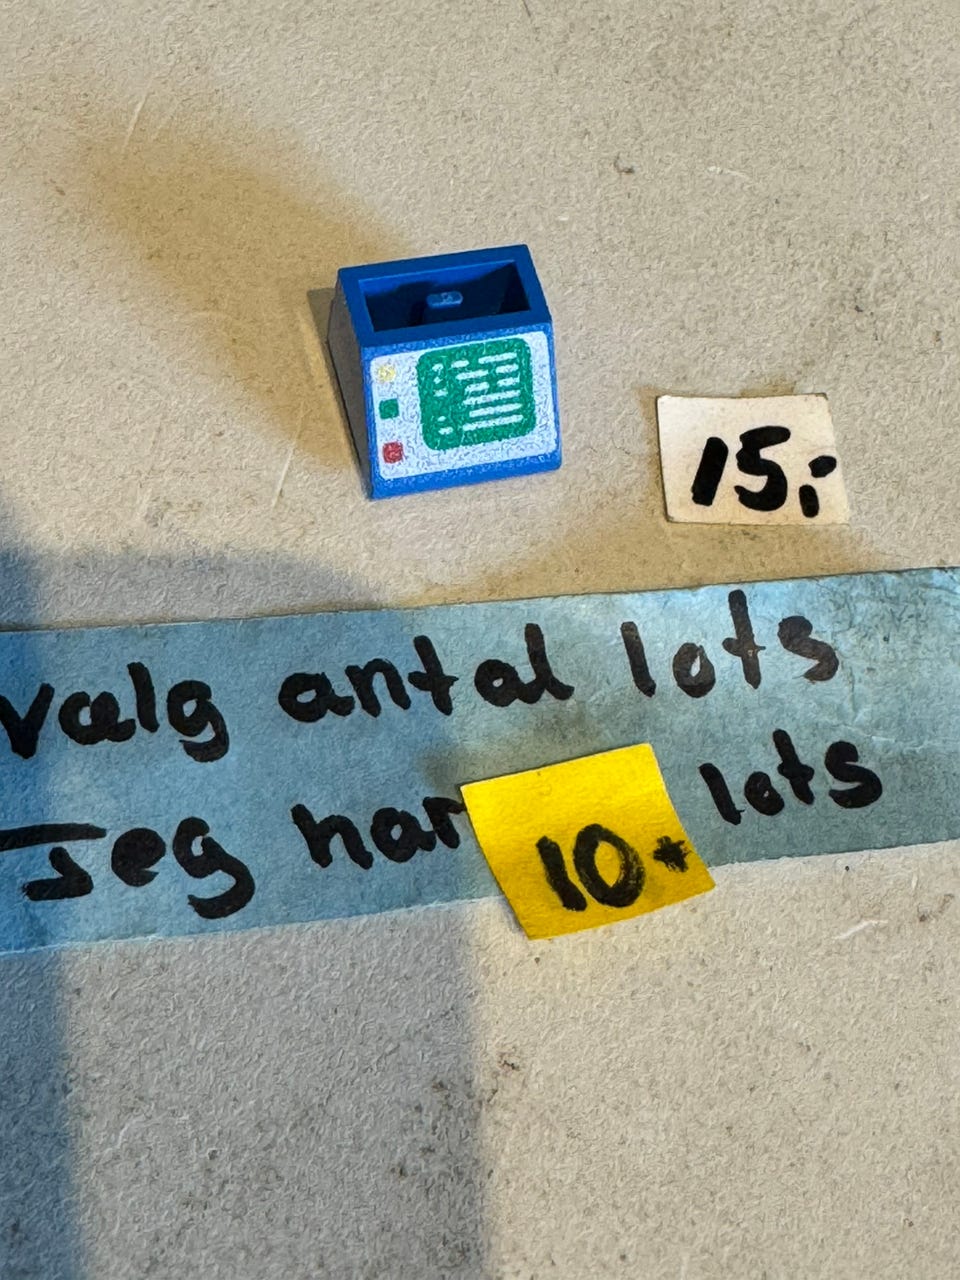 15,-
Vælg antal lots
Jeg har 10+ lots